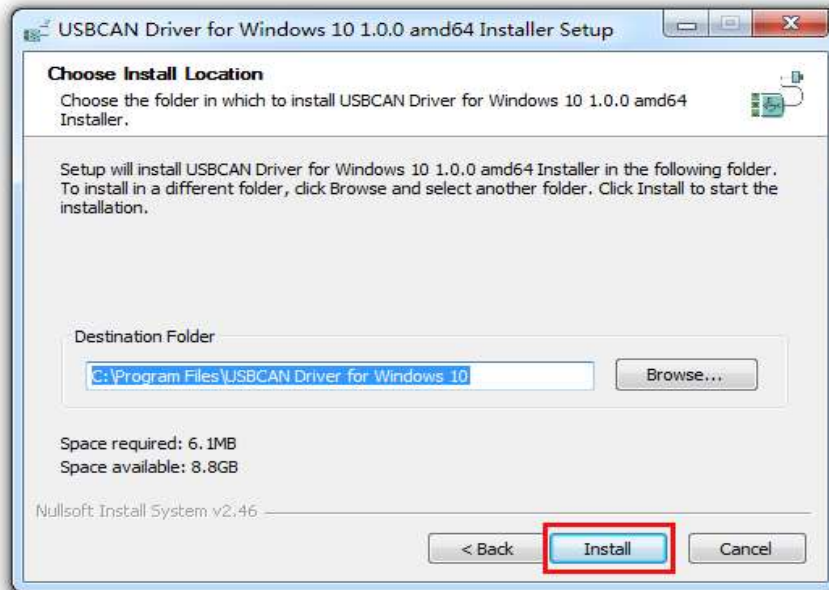 USBCAN Driver for Windows 10 1.0.0 amd64 Installer Setup
Choose Install Location
Choose the folder in which to install USBCAN Driver for Windows 10 1.0.0 amd64
Installer.
Setup will install USBCAN Driver for Windows 10 1.0.0 amd64 Installer in the following folder.
To install in a different folder, click Browse and select another folder. Click Install to start the
installation.
Destination Folder
C:\Program Files\USBCAN Driver for Windows 10
Browse...
Space required: 6.1MB
Space available: 8.8GB
Nullsoft Install System v2.46
< Back
Install
Cancel